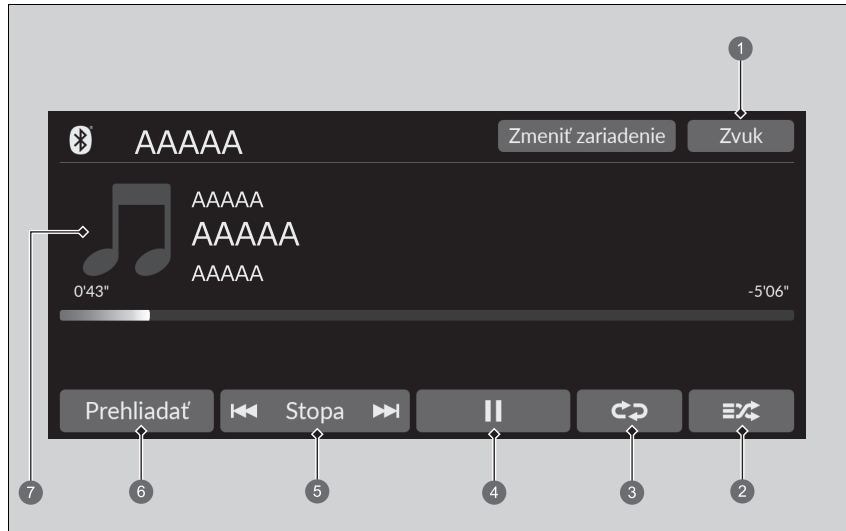 1
AAAAA Zmeniť zariadenie Zvuk
AAAAA
7 AAAAA
AAAAA
0'43" -5'06"
Prehliadať Stopa
7 6 5 4 3 2